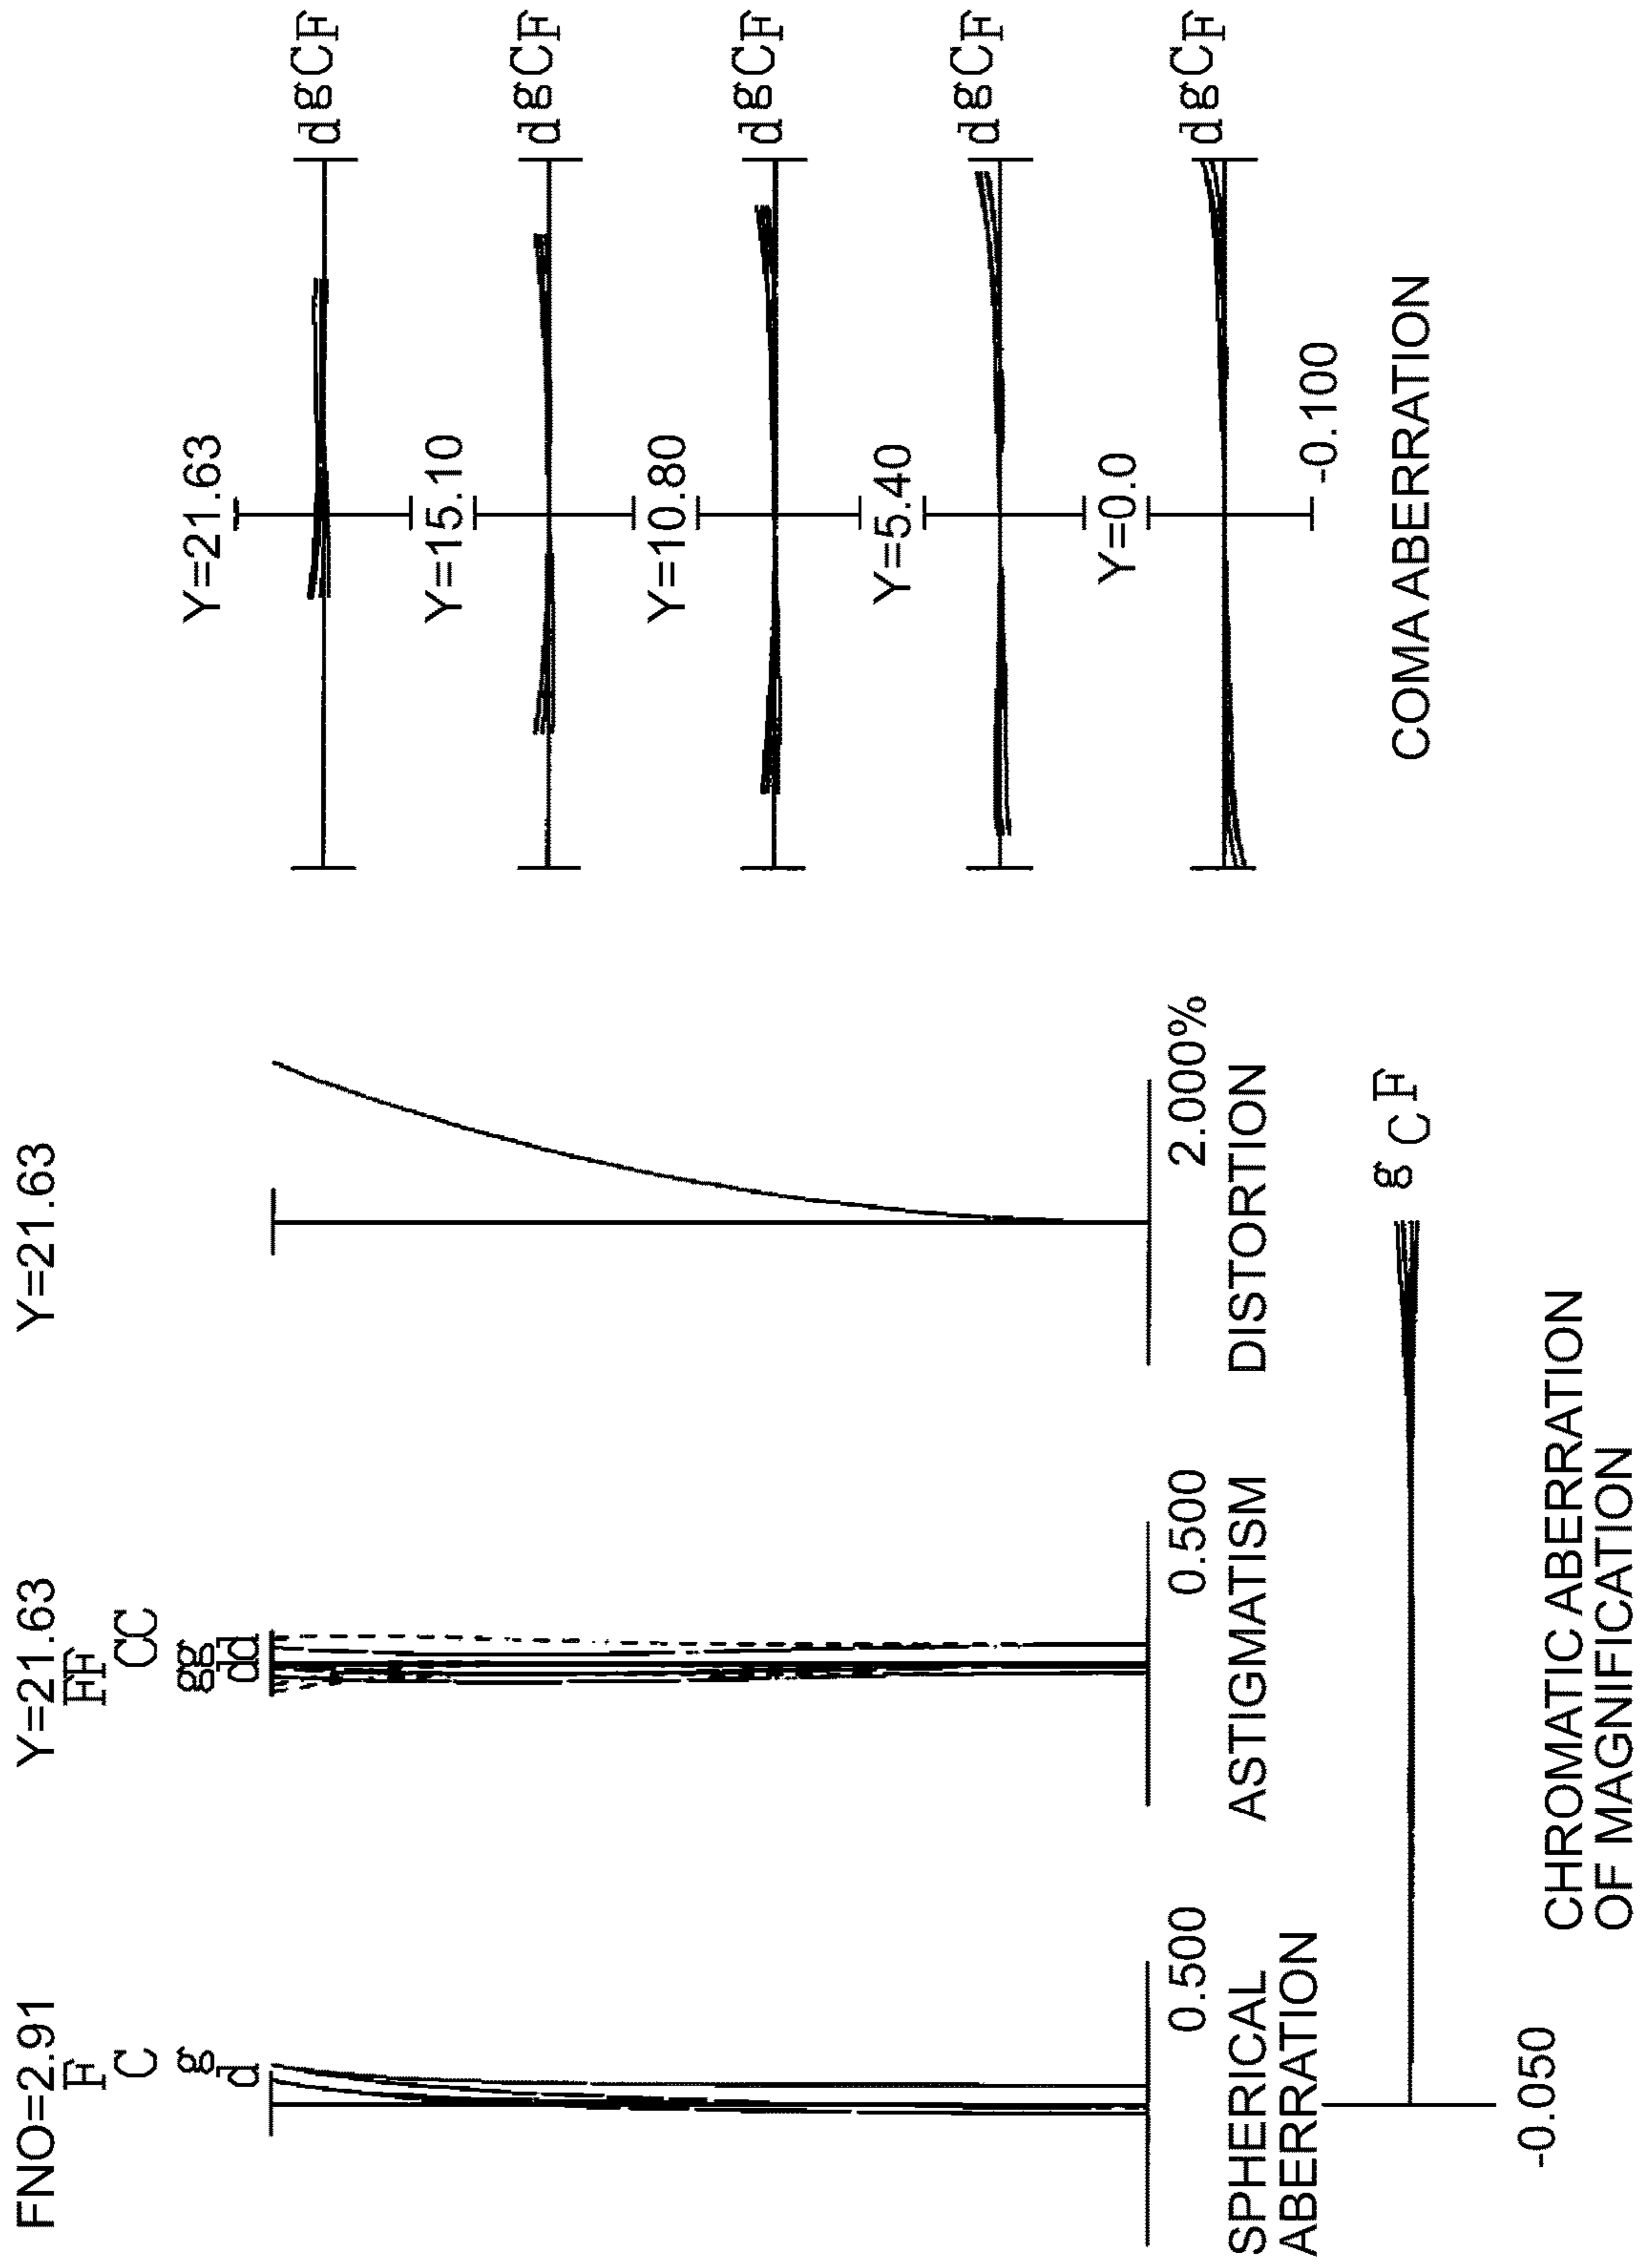 FNO=2.91
F
C
g
d
0.500
SPHERICAL
ABERRATION
Y=21.63
FF
CC
gg
dd
0.500
ASTIGMATISM
Y=21.63
2.000%
DISTORTION
Y=21.63
d g C F
Y=15.10
d g C F
Y=10.80
d g C F
Y=5.40
d g C F
Y=0.0
d g C F
-0.100
COMA ABERRATION
g C F
-0.050
CHROMATIC ABERRATION
OF MAGNIFICATION